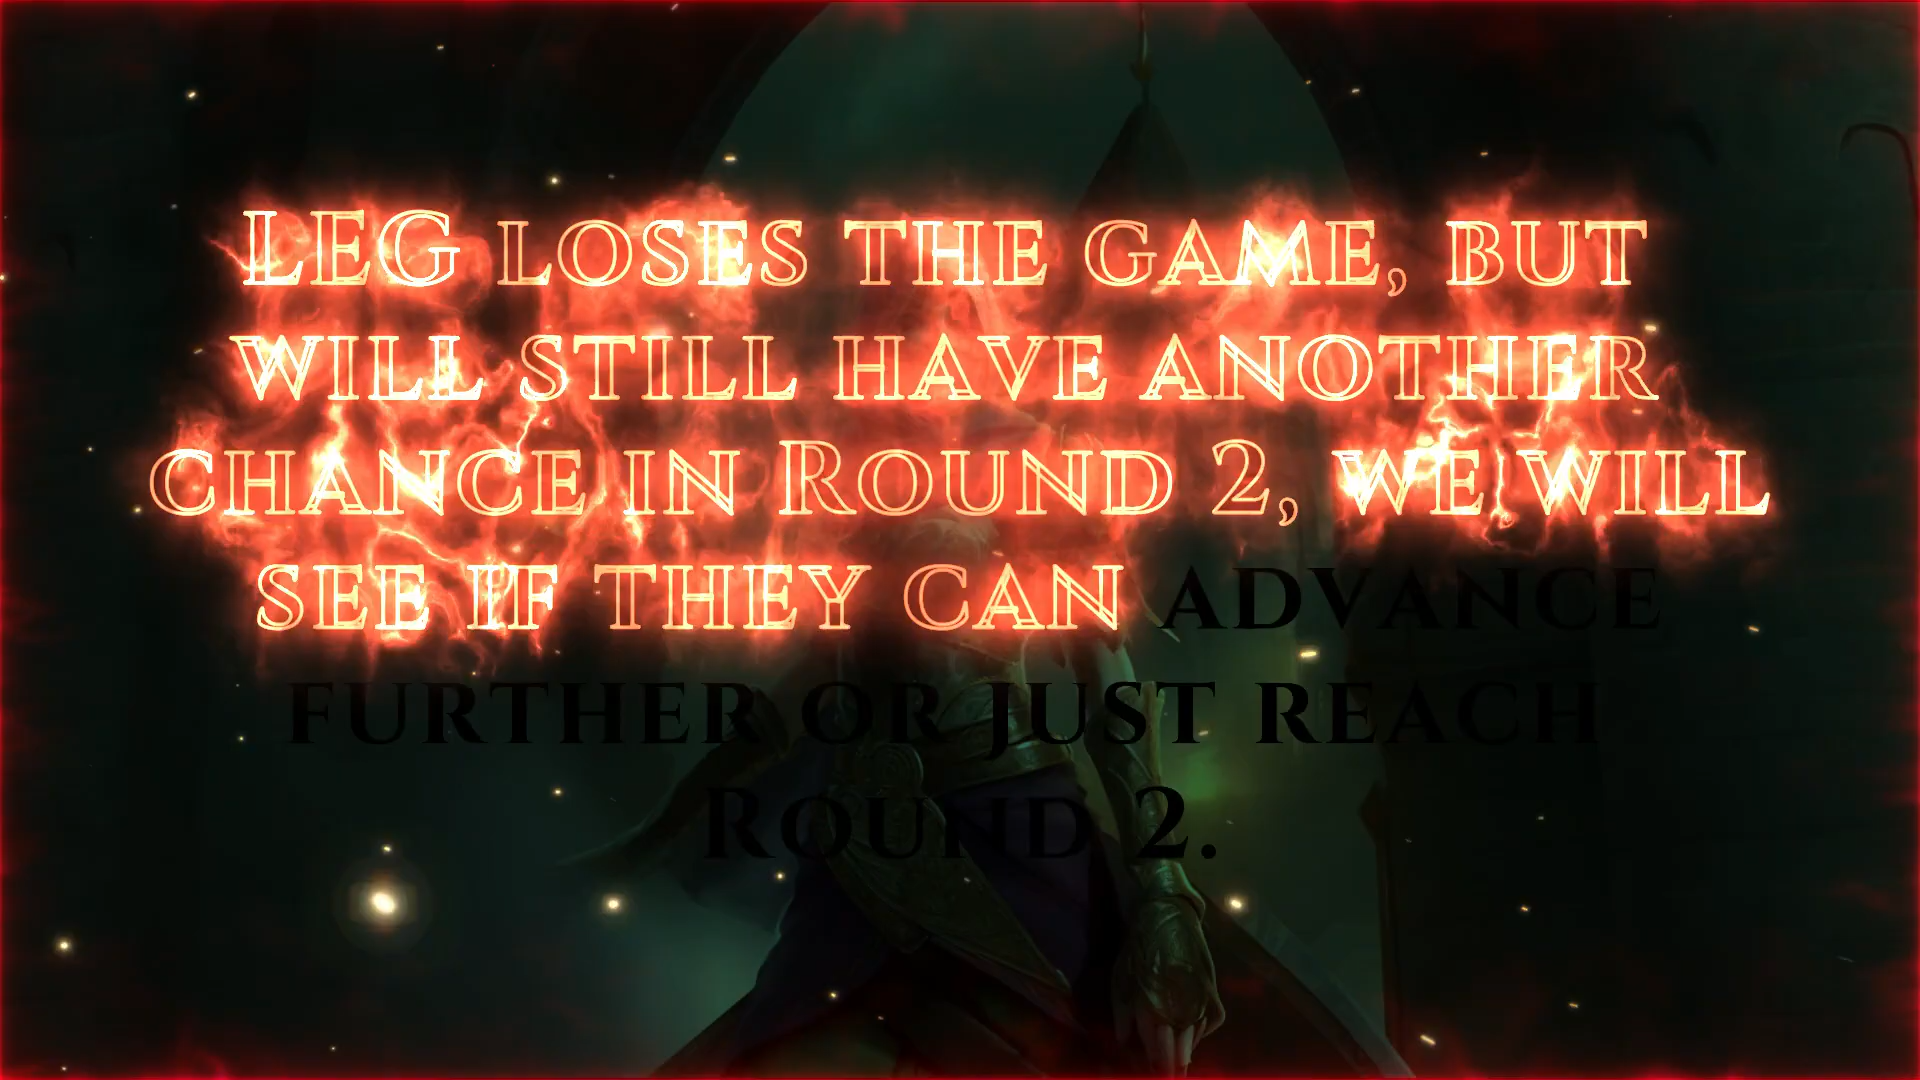 LEG loses the game, but
will still have another
chance in Round 2, we will
see if they can advance
further or just reach
Round 2.